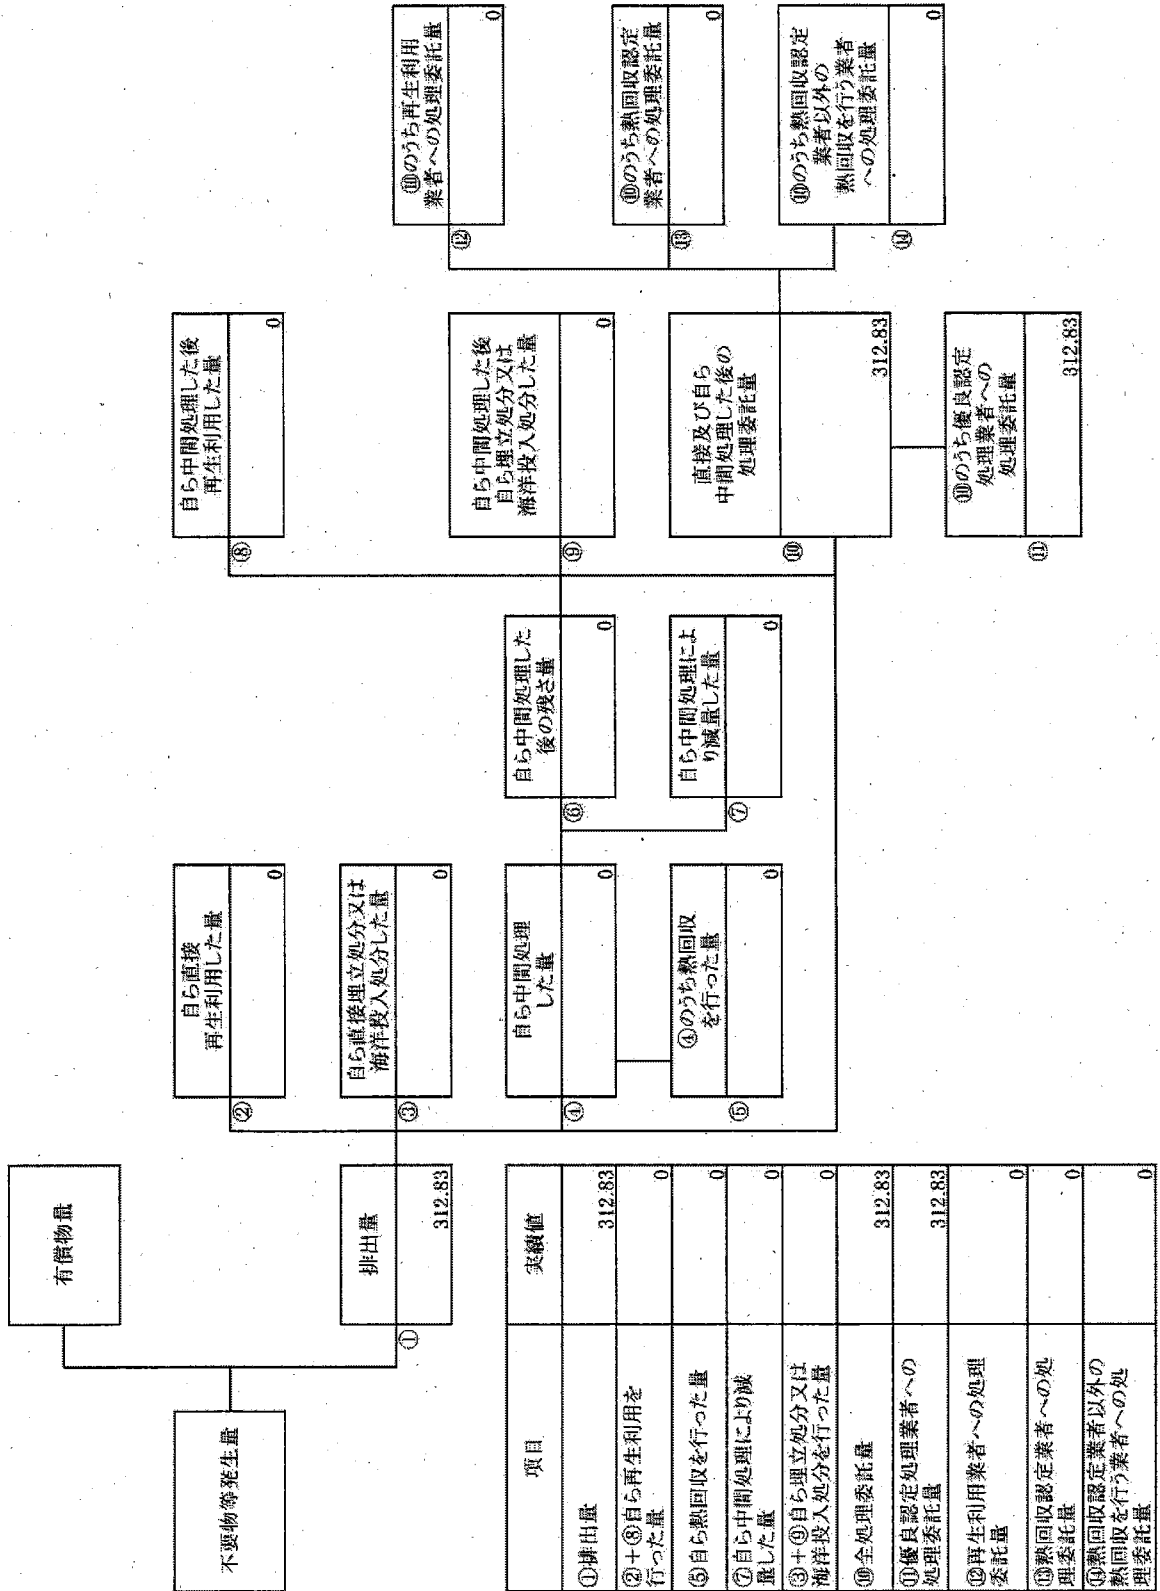 不要物等発生量
有償物量
排出量
①
312.83
自ら直接
再生利用した量
②
0
自ら直接埋立処分又は
海洋投入処分した量
③
0
自ら中間処理
した量
④
0
④のうち熱回収
を行った量
⑤
0
自ら中間処理した
後の残さ量
⑥
0
自ら中間処理によ
り減量した量
⑦
0
自ら中間処理した後
再生利用した量
⑧
0
自ら中間処理した後
自ら埋立処分又は
海洋投入処分した量
⑨
0
直接及び自ら
中間処理した後の
処理委託量
⑩
312.83
⑩のうち優良認定
処理業者への
処理委託量
⑪
312.83
⑩のうち再生利用
業者への処理委託量
⑫
0
⑩のうち熱回収認定
業者への処理委託量
⑬
0
⑩のうち熱回収認定
業者以外の
熱回収を行う業者
への処理委託量
⑭
0
項目 実績値
①排出量 312.83
②+⑧自ら再生利用を
行った量 0
⑤自ら熱回収を行った量 0
⑦自ら中間処理により減
量した量 0
③+⑨自ら埋立処分又は
海洋投入処分を行った量 0
⑩全処理委託量 312.83
⑪優良認定処理業者への
処理委託量 312.83
⑫再生利用業者への処理
委託量 0
⑬熱回収認定業者への処
理委託量 0
⑭熱回収認定業者以外の
熱回収を行う業者への処
理委託量 0